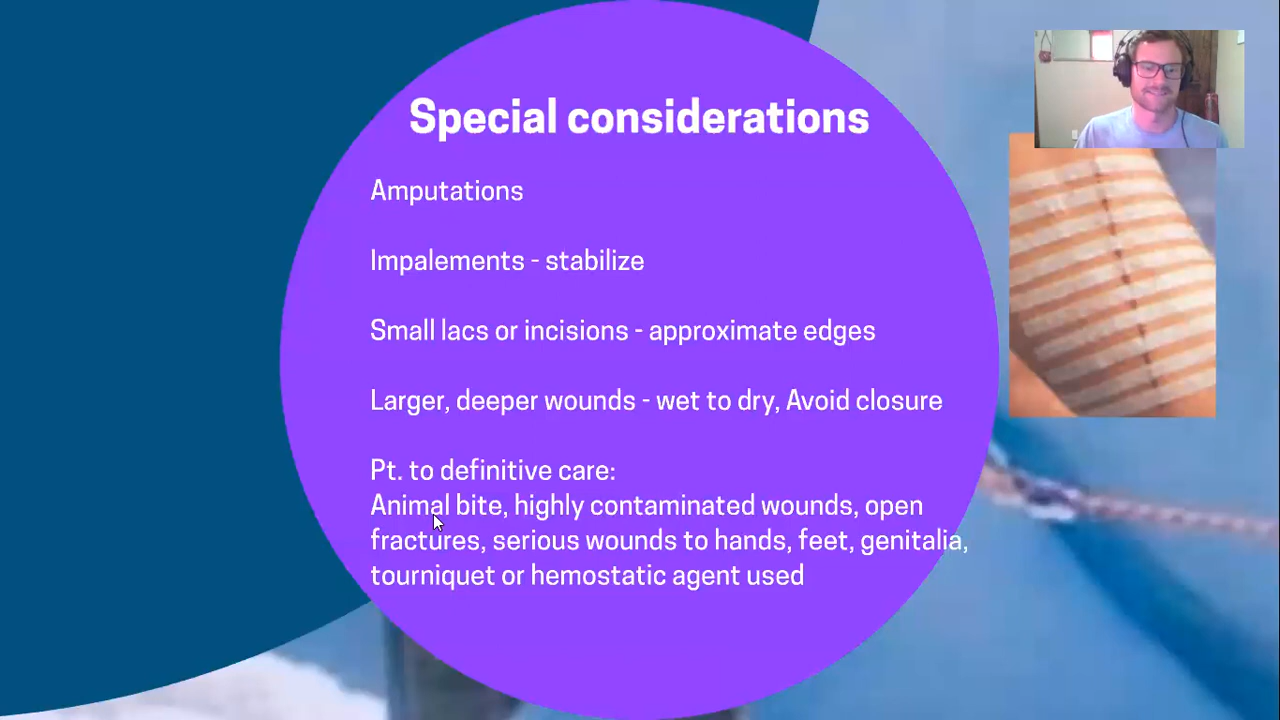 Special considerations
Amputations
Impalements - stabilize
Small lacs or incisions - approximate edges
Larger, deeper wounds - wet to dry, Avoid closure
Pt. to definitive care:
Animal bite, highly contaminated wounds, open
fractures, serious wounds to hands, feet, genitalia,
tourniquet or hemostatic agent used